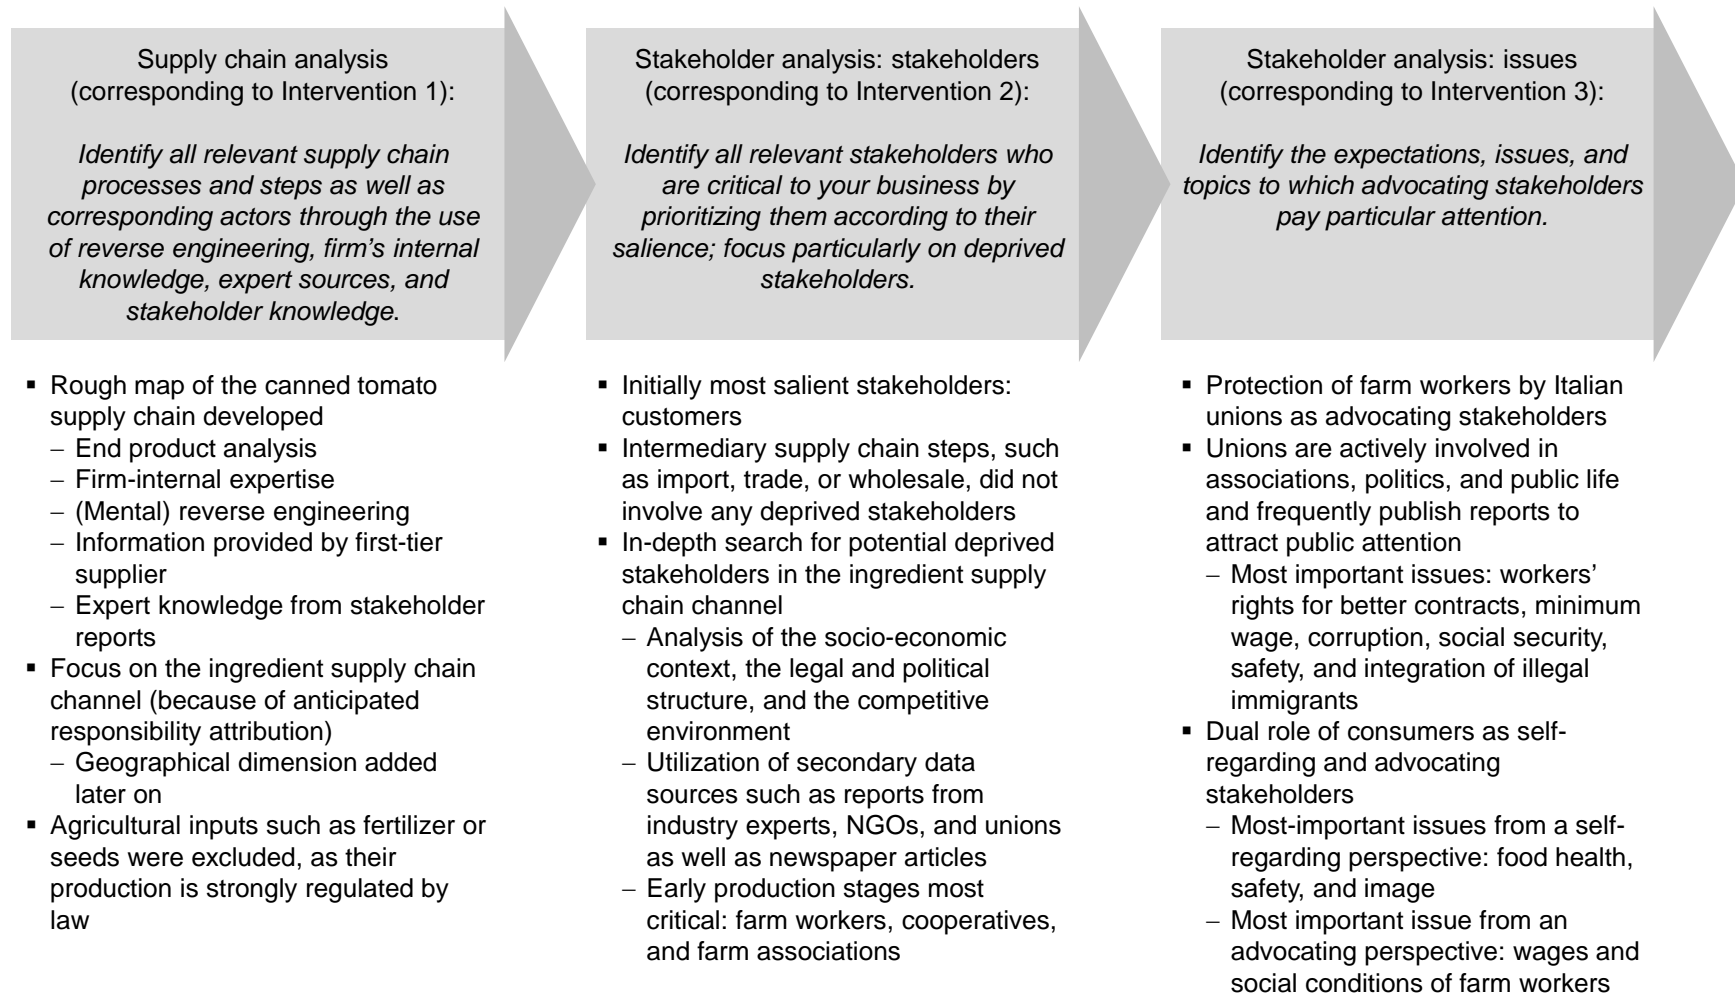 Supply chain analysis
(corresponding to Intervention 1):
Identify all relevant supply chain
processes and steps as well as
corresponding actors through the use
of reverse engineering, firm's internal
knowledge, expert sources, and
stakeholder knowledge.
▪ Rough map of the canned tomato
supply chain developed
– End product analysis
– Firm-internal expertise
– (Mental) reverse engineering
– Information provided by first-tier
supplier
– Expert knowledge from stakeholder
reports
▪ Focus on the ingredient supply chain
channel (because of anticipated
responsibility attribution)
– Geographical dimension added
later on
▪ Agricultural inputs such as fertilizer or
seeds were excluded, as their
production is strongly regulated by
law
Stakeholder analysis: stakeholders
(corresponding to Intervention 2):
Identify all relevant stakeholders who
are critical to your business by
prioritizing them according to their
salience; focus particularly on deprived
stakeholders.
▪ Initially most salient stakeholders:
customers
▪ Intermediary supply chain steps, such
as import, trade, or wholesale, did not
involve any deprived stakeholders
▪ In-depth search for potential deprived
stakeholders in the ingredient supply
chain channel
– Analysis of the socio-economic
context, the legal and political
structure, and the competitive
environment
– Utilization of secondary data
sources such as reports from
industry experts, NGOs, and unions
as well as newspaper articles
– Early production stages most
critical: farm workers, cooperatives,
and farm associations
Stakeholder analysis: issues
(corresponding to Intervention 3):
Identify the expectations, issues, and
topics to which advocating stakeholders
pay particular attention.
▪ Protection of farm workers by Italian
unions as advocating stakeholders
▪ Unions are actively involved in
associations, politics, and public life
and frequently publish reports to
attract public attention
– Most important issues: workers'
rights for better contracts, minimum
wage, corruption, social security,
safety, and integration of illegal
immigrants
▪ Dual role of consumers as self-
regarding and advocating
stakeholders
– Most-important issues from a self-
regarding perspective: food health,
safety, and image
– Most important issue from an
advocating perspective: wages and
social conditions of farm workers